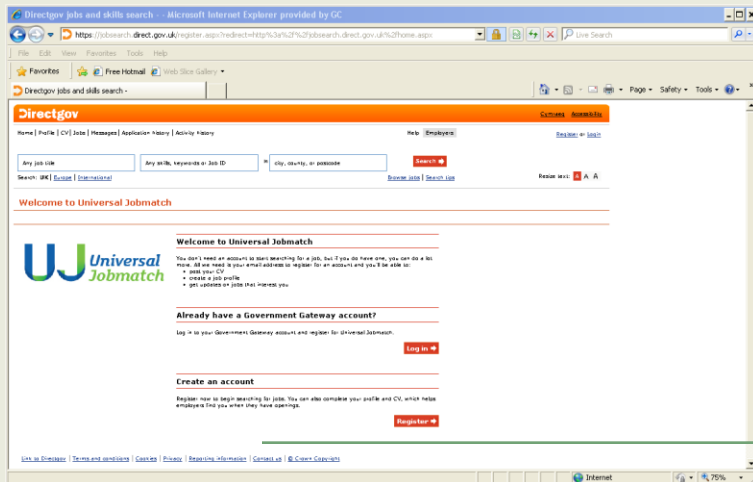 Directgov jobs and skills search - - Microsoft Internet Explorer provided by GC
https://jobsearch.direct.gov.uk/register.aspx?redirect=http%3a%2f%2fjobsearch.direct.gov.uk%2fhome.aspx
Live Search
File Edit View Favorites Tools Help
Favorites Free Hotmail Web Slice Gallery
Directgov jobs and skills search -
Page Safety Tools
Directgov
Cymraeg Accessibility
Home | Profile | CV | Jobs | Messages | Application history | Activity history
Help Employers
Register or Login
Any job title
Any skills, keywords or Job ID
city, county, or postcode
Search
Search: UK | Europe | International
Browse jobs | Search tips
Resize text: A A A
Welcome to Universal Jobmatch
UJ Universal Jobmatch
Welcome to Universal Jobmatch
You don't need an account to start searching for a job, but if you do have one, you can do a lot
more. All we need is your email address to register for an account and you'll be able to:
• post your CV
• create a job profile
• get updates on jobs that interest you
Already have a Government Gateway account?
Log in to your Government Gateway account and register for Universal Jobmatch.
Log in
Create an account
Register now to begin searching for jobs. You can also complete your profile and CV, which helps
employers find you when they have openings.
Register
Link to Directgov | Terms and conditions | Cookies | Privacy | Reporting information | Contact us | © Crown Copyright
Internet
75%